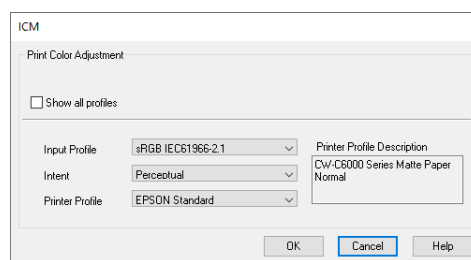 ICM
Print Color Adjustment
Show all profiles
Input Profile
sRGB IEC61966-2.1
Intent
Perceptual
Printer Profile
EPSON Standard
Printer Profile Description
CW-C6000 Series Matte Paper
Normal
OK
Cancel
Help